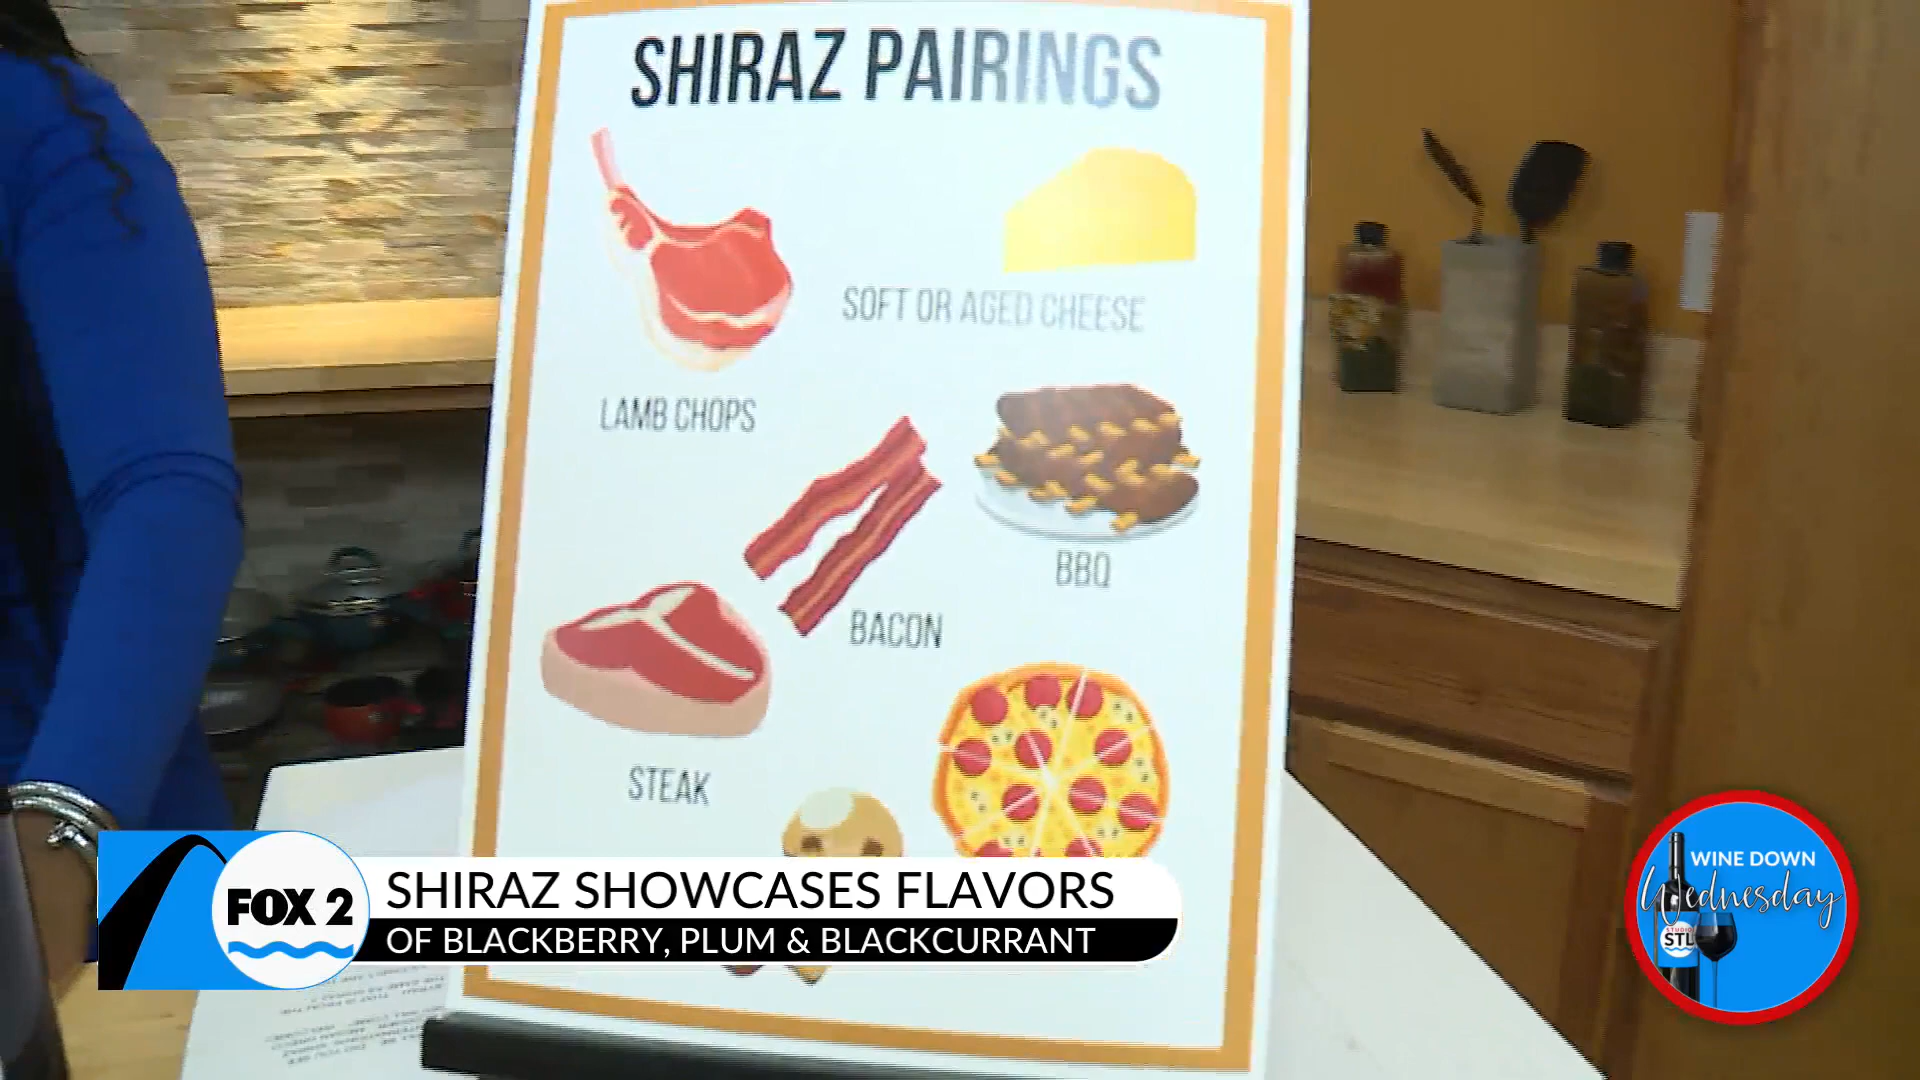 SHIRAZ PAIRINGS
SOFT OR AGED CHEESE
LAMB CHOPS
BBQ
BACON
STEAK
FOX 2
SHIRAZ SHOWCASES FLAVORS
OF BLACKBERRY, PLUM & BLACKCURRANT
WINE DOWN
Wednesday
STUDIO
STL